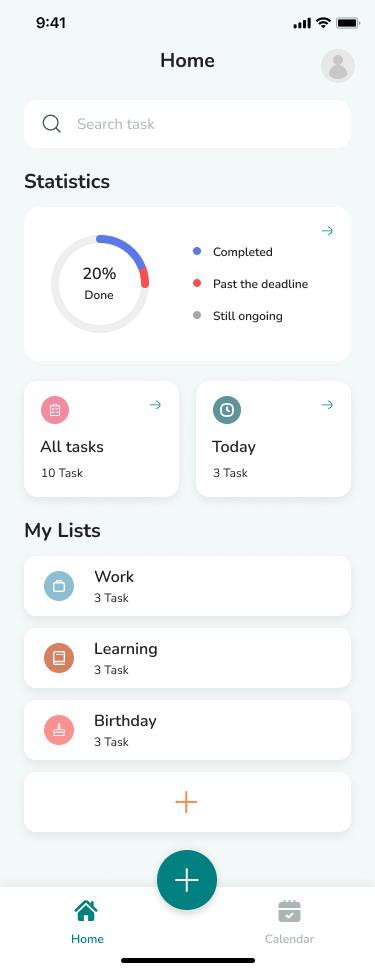 9:41
Home
Search task
Statistics
20%
Done
Completed
Past the deadline
Still ongoing
All tasks
10 Task
Today
3 Task
My Lists
Work
3 Task
Learning
3 Task
Birthday
3 Task
Home
Calendar